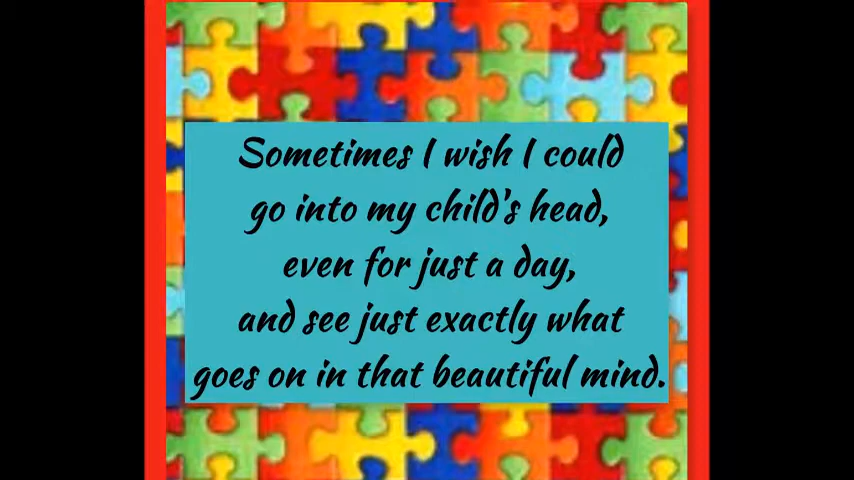 Sometimes I wish I could
go into my child's head,
even for just a day,
and see just exactly what
goes on in that beautiful mind.